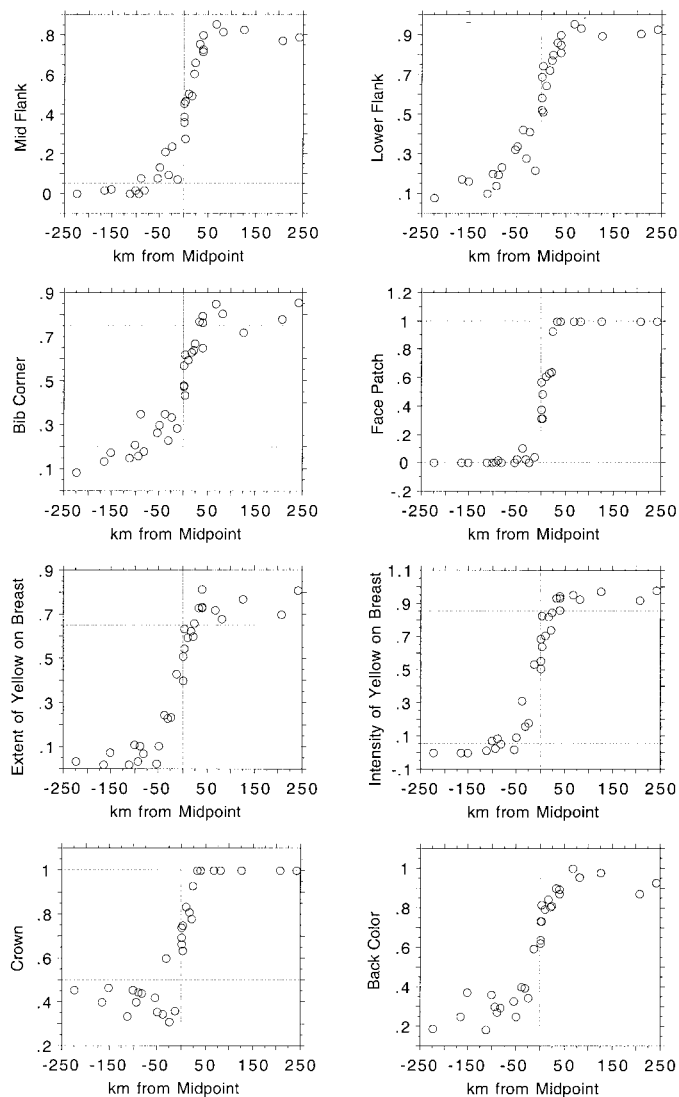 .8
.6
.4
.2
0
Mid Flank
-250 -150 -50 50 150 250
km from Midpoint
.9
.7
.5
.3
.1
Lower Flank
-250 -150 -50 50 150 250
km from Midpoint
.9
.7
.5
.3
.1
Bib Corner
-250 -150 -50 50 150 250
km from Midpoint
1.2
1
.8
.6
.4
.2
0
-.2
Face Patch
-250 -150 -50 50 150 250
km from Midpoint
.9
.7
.5
.3
.1
Extent of Yellow on Breast
-250 -150 -50 50 150 250
km from Midpoint
1.1
.9
.7
.5
.3
.1
-.1
Intensity of Yellow on Breast
-250 -150 -50 50 150 250
km from Midpoint
1
.8
.6
.4
.2
Crown
-250 -150 -50 50 150 250
km from Midpoint
1
.8
.6
.4
.2
Back Color
-250 -150 -50 50 150 250
km from Midpoint